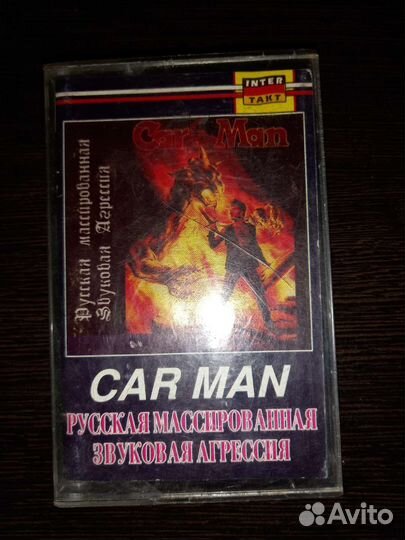 INTER
TAKT
Car Man
Русская массированная
Звуковая Агрессия
CAR MAN
РУССКАЯ МАССИРОВАННАЯ
ЗВУКОВАЯ АГРЕССИЯ
Avito